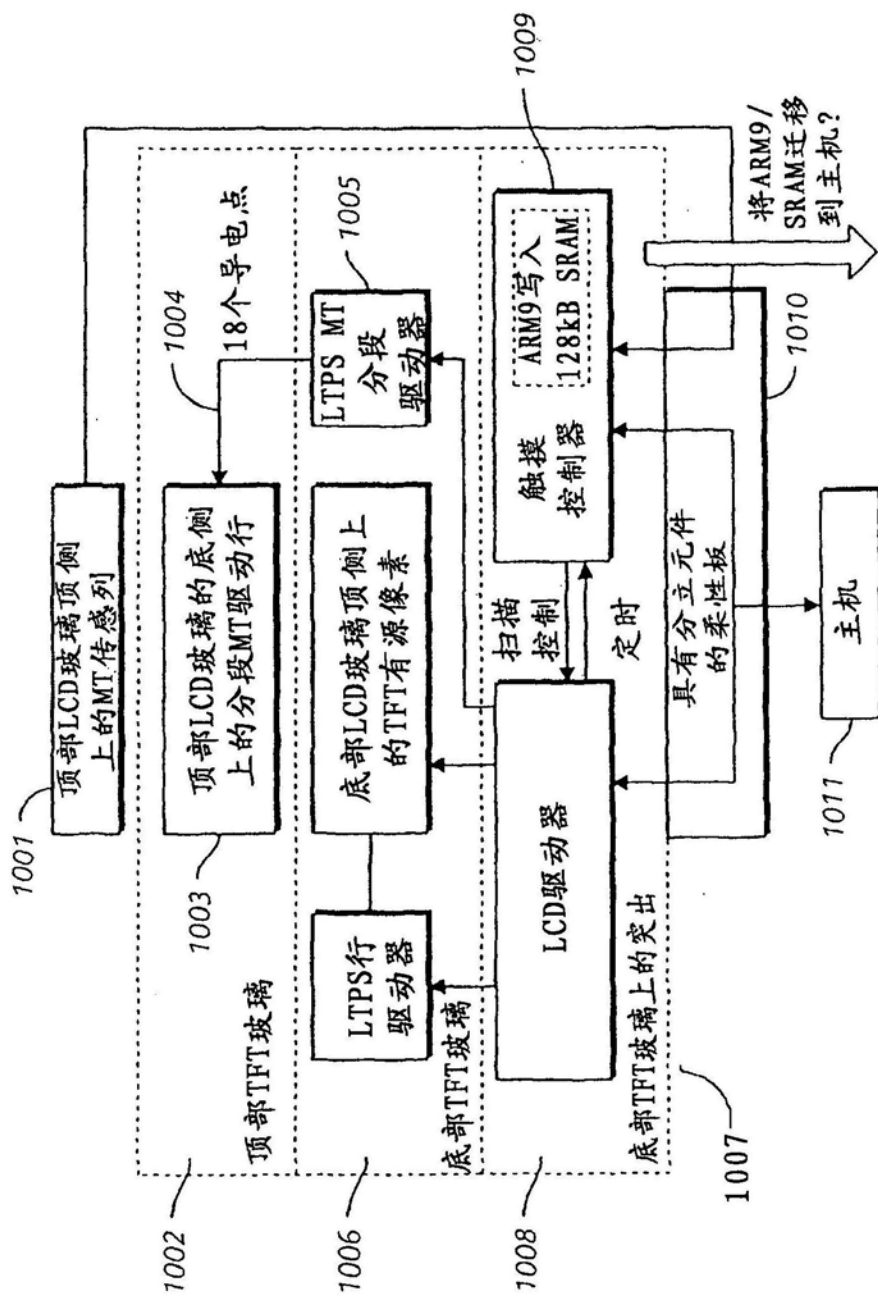 1001
顶部LCD玻璃顶侧
上的MT传感列
1002
顶部TFT玻璃
1003
顶部LCD玻璃的底侧
上的分段MT驱动行
1004
18个导电点
1005
LTPS MT
分段
驱动器
底部LCD玻璃顶侧上
的TFT有源像素
LTPS行
驱动器
1006
底部TFT玻璃
1008
LCD驱动器
扫描
控制
定时
触摸
控制器
ARM9写入
128kB SRAM
1009
底部TFT玻璃上的突出
1007
具有分立元件
的柔性板
1010
将ARM9/
SRAM迁移
到主机?
主机
1011